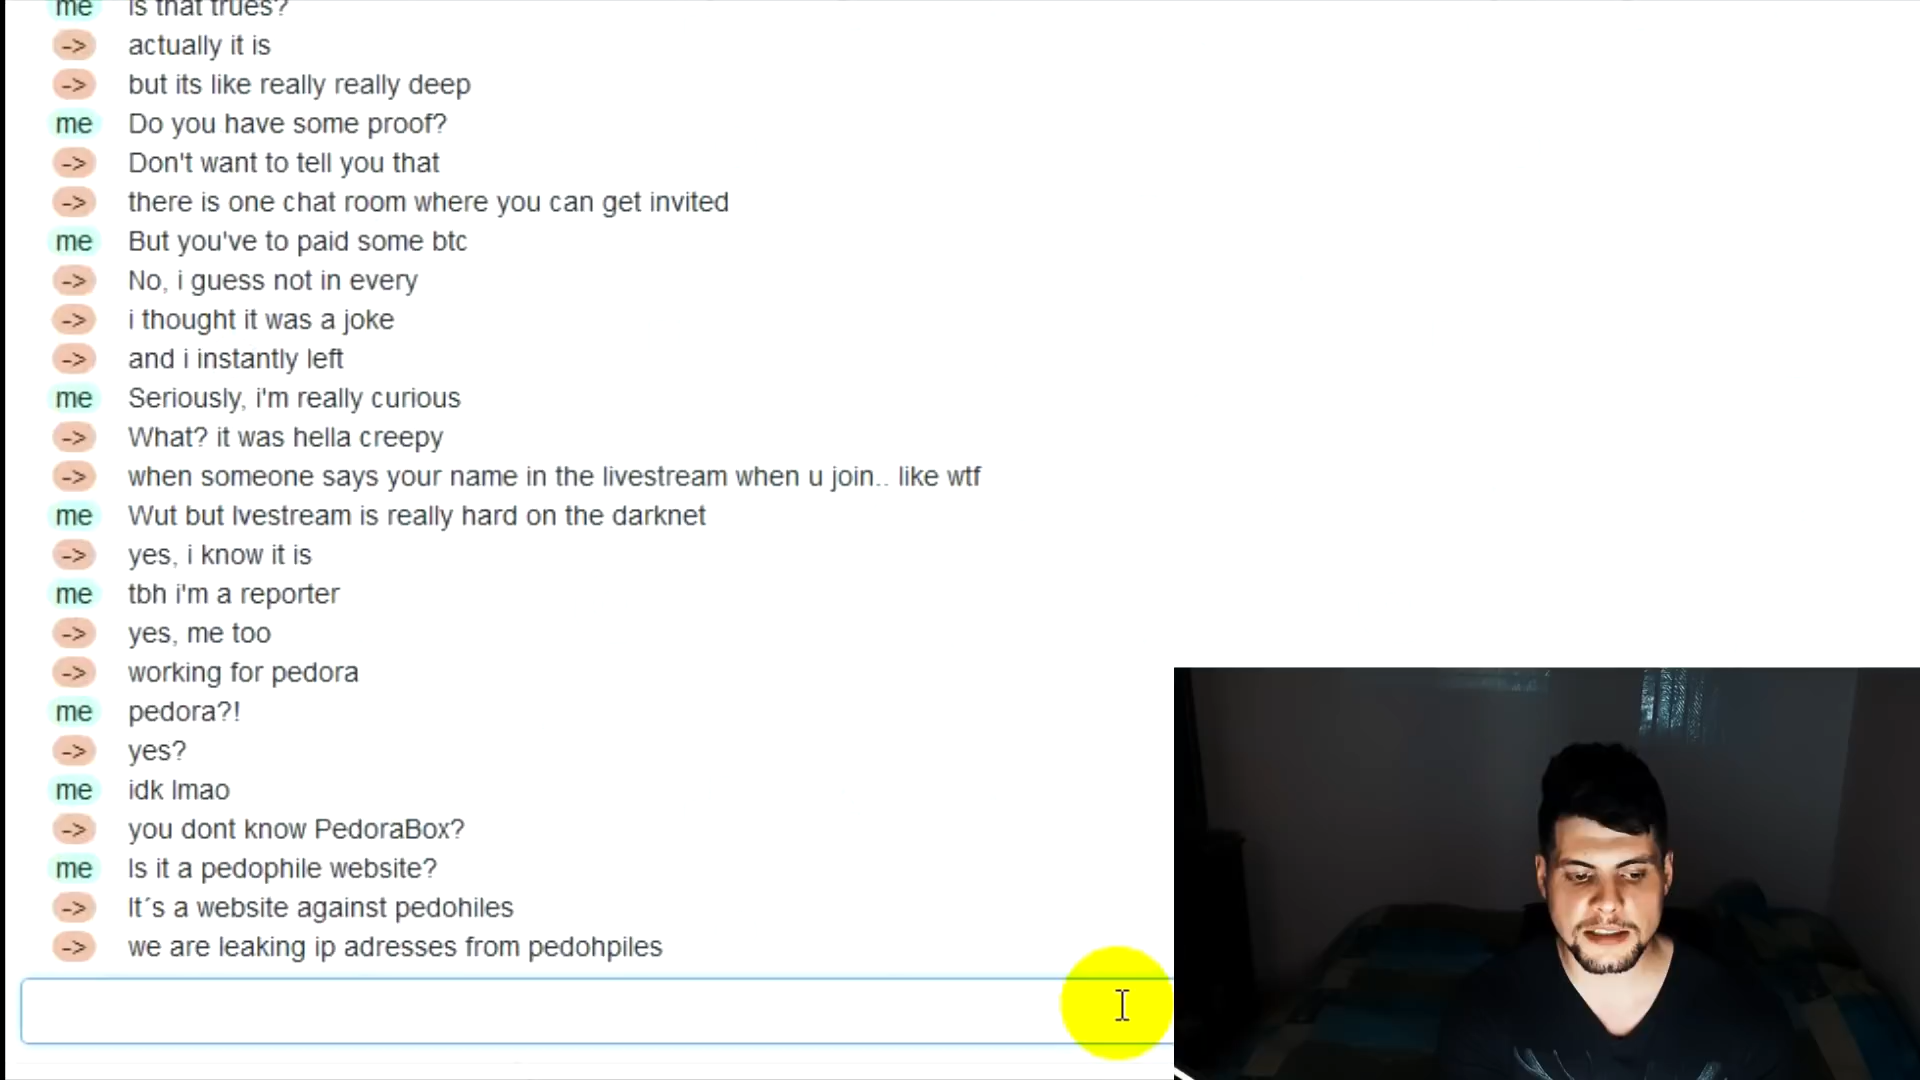 me is that trues?
-> actually it is
-> but its like really really deep
me Do you have some proof?
-> Don't want to tell you that
-> there is one chat room where you can get invited
me But you've to paid some btc
-> No, i guess not in every
-> i thought it was a joke
-> and i instantly left
me Seriously, i'm really curious
-> What? it was hella creepy
-> when someone says your name in the livestream when u join.. like wtf
me Wut but lvestream is really hard on the darknet
-> yes, i know it is
me tbh i'm a reporter
-> yes, me too
-> working for pedora
me pedora?!
-> yes?
me idk lmao
-> you dont know PedoraBox?
me Is it a pedophile website?
-> It´s a website against pedohiles
-> we are leaking ip adresses from pedohpiles